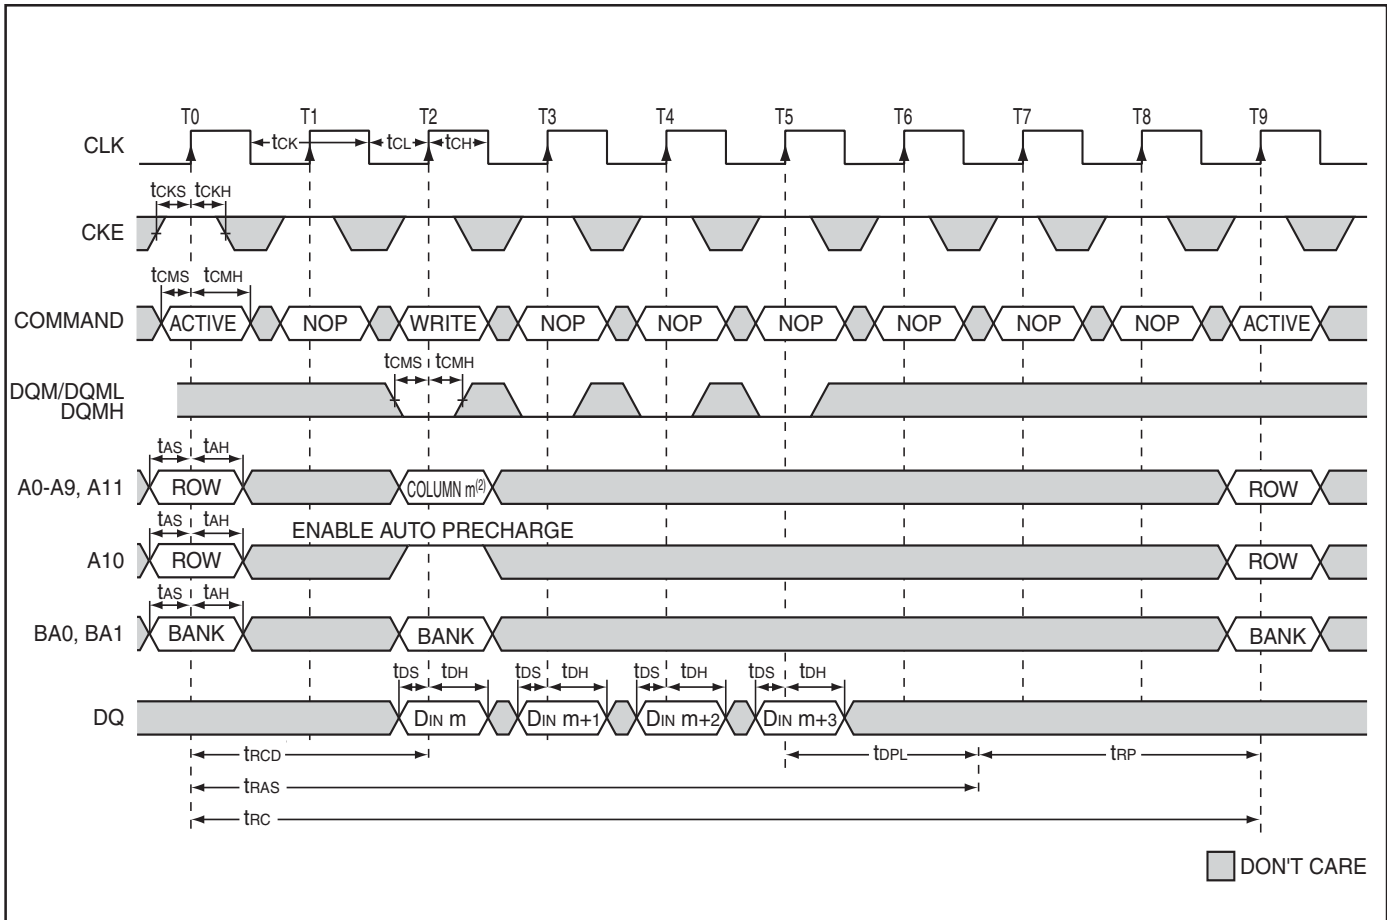 T0 T1 T2 T3 T4 T5 T6 T7 T8 T9
CLK tCK tCL tCH
tCKS tCKH
CKE
tCMS tCMH
COMMAND ACTIVE NOP WRITE NOP NOP NOP NOP NOP NOP ACTIVE
tCMS tCMH
DQM/DQML
DQMH
tAS tAH
A0-A9, A11 ROW COLUMN m(2) ROW
tAS tAH ENABLE AUTO PRECHARGE
A10 ROW ROW
tAS tAH
BA0, BA1 BANK BANK BANK
tDS tDH tDS tDH tDS tDH tDS tDH
DQ DIN m DIN m+1 DIN m+2 DIN m+3
tRCD tDPL tRP
tRAS
tRC
DON'T CARE